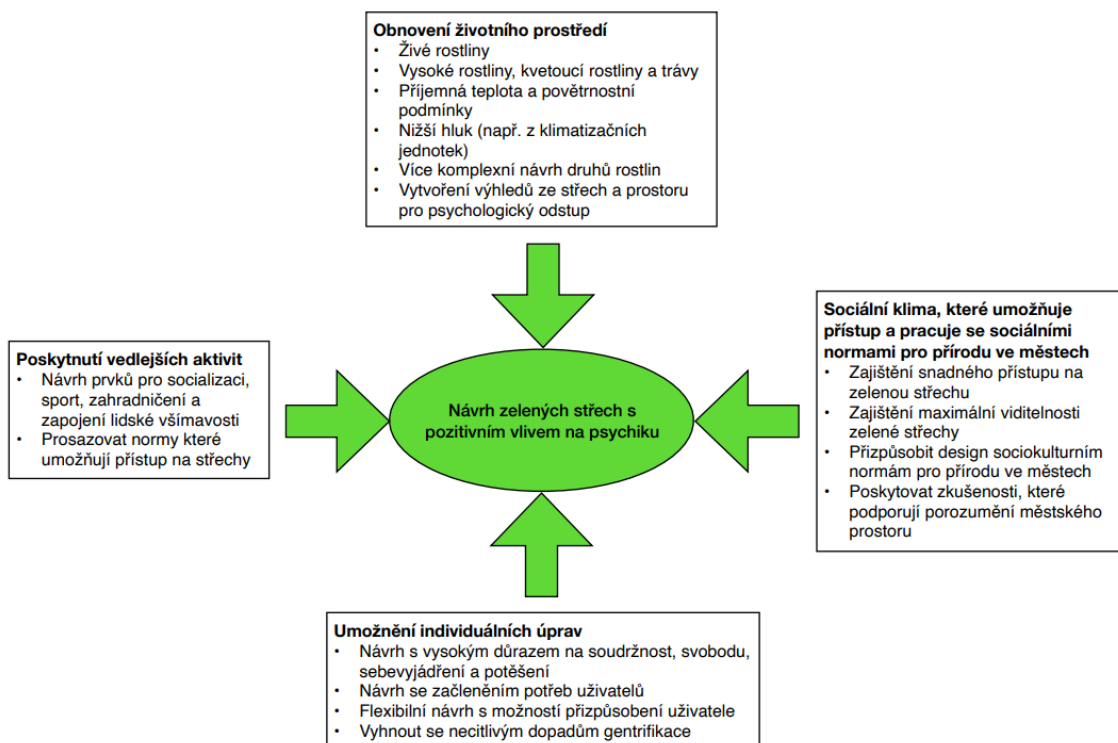 Obnovení životního prostředí
• Živé rostliny
• Vysoké rostliny, kvetoucí rostliny a trávy
• Příjemná teplota a povětrnostní
podmínky
• Nižší hluk (např. z klimatizačních
jednotek)
• Více komplexní návrh druhů rostlin
• Vytvoření výhledů ze střech a prostoru
pro psychologický odstup
Poskytnutí vedlejších aktivit
• Návrh prvků pro socializaci,
sport, zahradničení a
zapojení lidské všímavosti
• Prosazovat normy které
umožňují přístup na střechy
Návrh zelených střech s
pozitivním vlivem na psychiku
Sociální klima, které umožňuje
přístup a pracuje se sociálními
normami pro přírodu ve městech
• Zajištění snadného přístupu na
zelenou střechu
• Zajištění maximální viditelnosti
zelené střechy
• Přizpůsobit design sociokulturním
normám pro přírodu ve městech
• Poskytovat zkušenosti, které
podporují porozumění městského
prostoru
Umožnění individuálních úprav
• Návrh s vysokým důrazem na soudržnost, svobodu,
sebevyjádření a potěšení
• Návrh se začleněním potřeb uživatelů
• Flexibilní návrh s možností přizpůsobení uživatele
• Vyhnout se necitlivým dopadům gentrifikace